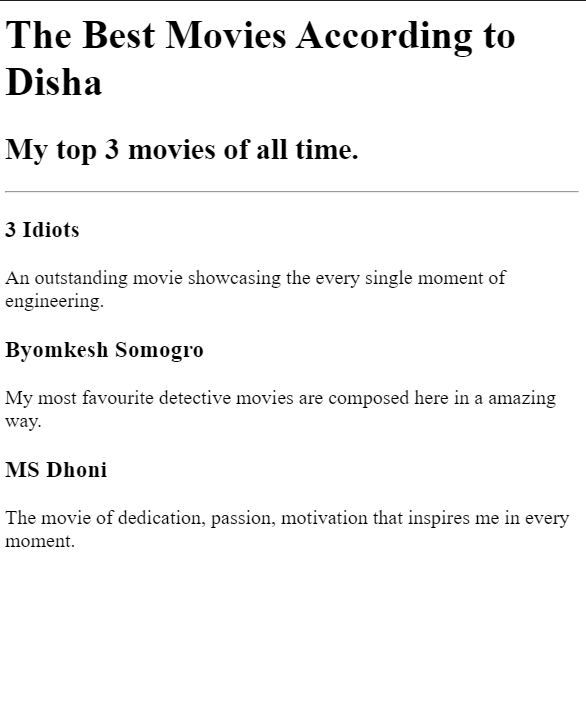 The Best Movies According to
Disha
My top 3 movies of all time.
3 Idiots
An outstanding movie showcasing the every single moment of
engineering.
Byomkesh Somogro
My most favourite detective movies are composed here in a amazing
way.
MS Dhoni
The movie of dedication, passion, motivation that inspires me in every
moment.